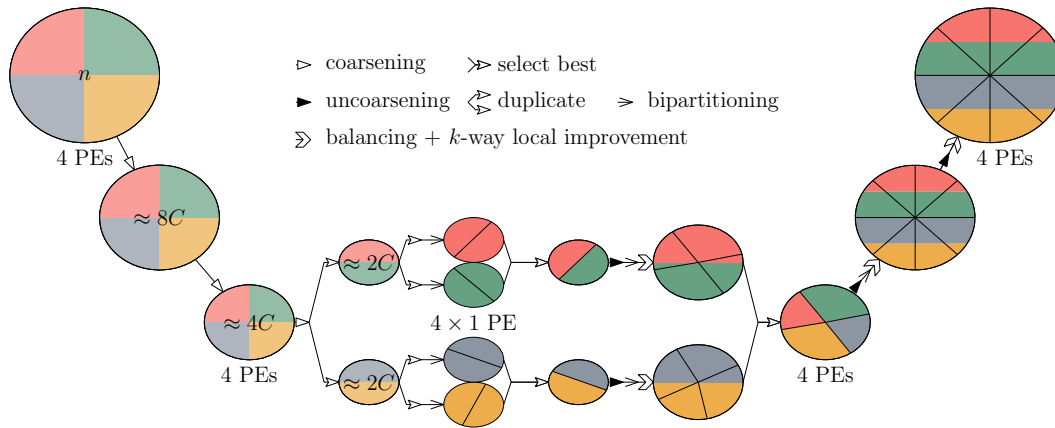 n
4 PEs
coarsening
select best
uncoarsening
duplicate
bipartitioning
balancing + k-way local improvement
4 PEs
≈ 8C
≈ 4C
4 PEs
≈ 2C
4 × 1 PE
≈ 2C
4 PEs